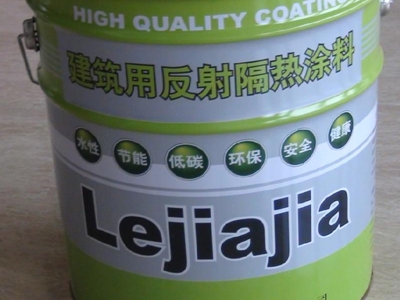 HIGH QUALITY COATING
建筑用反射隔热涂料
水性 节能 低碳 环保 安全 健康
Lejiajia